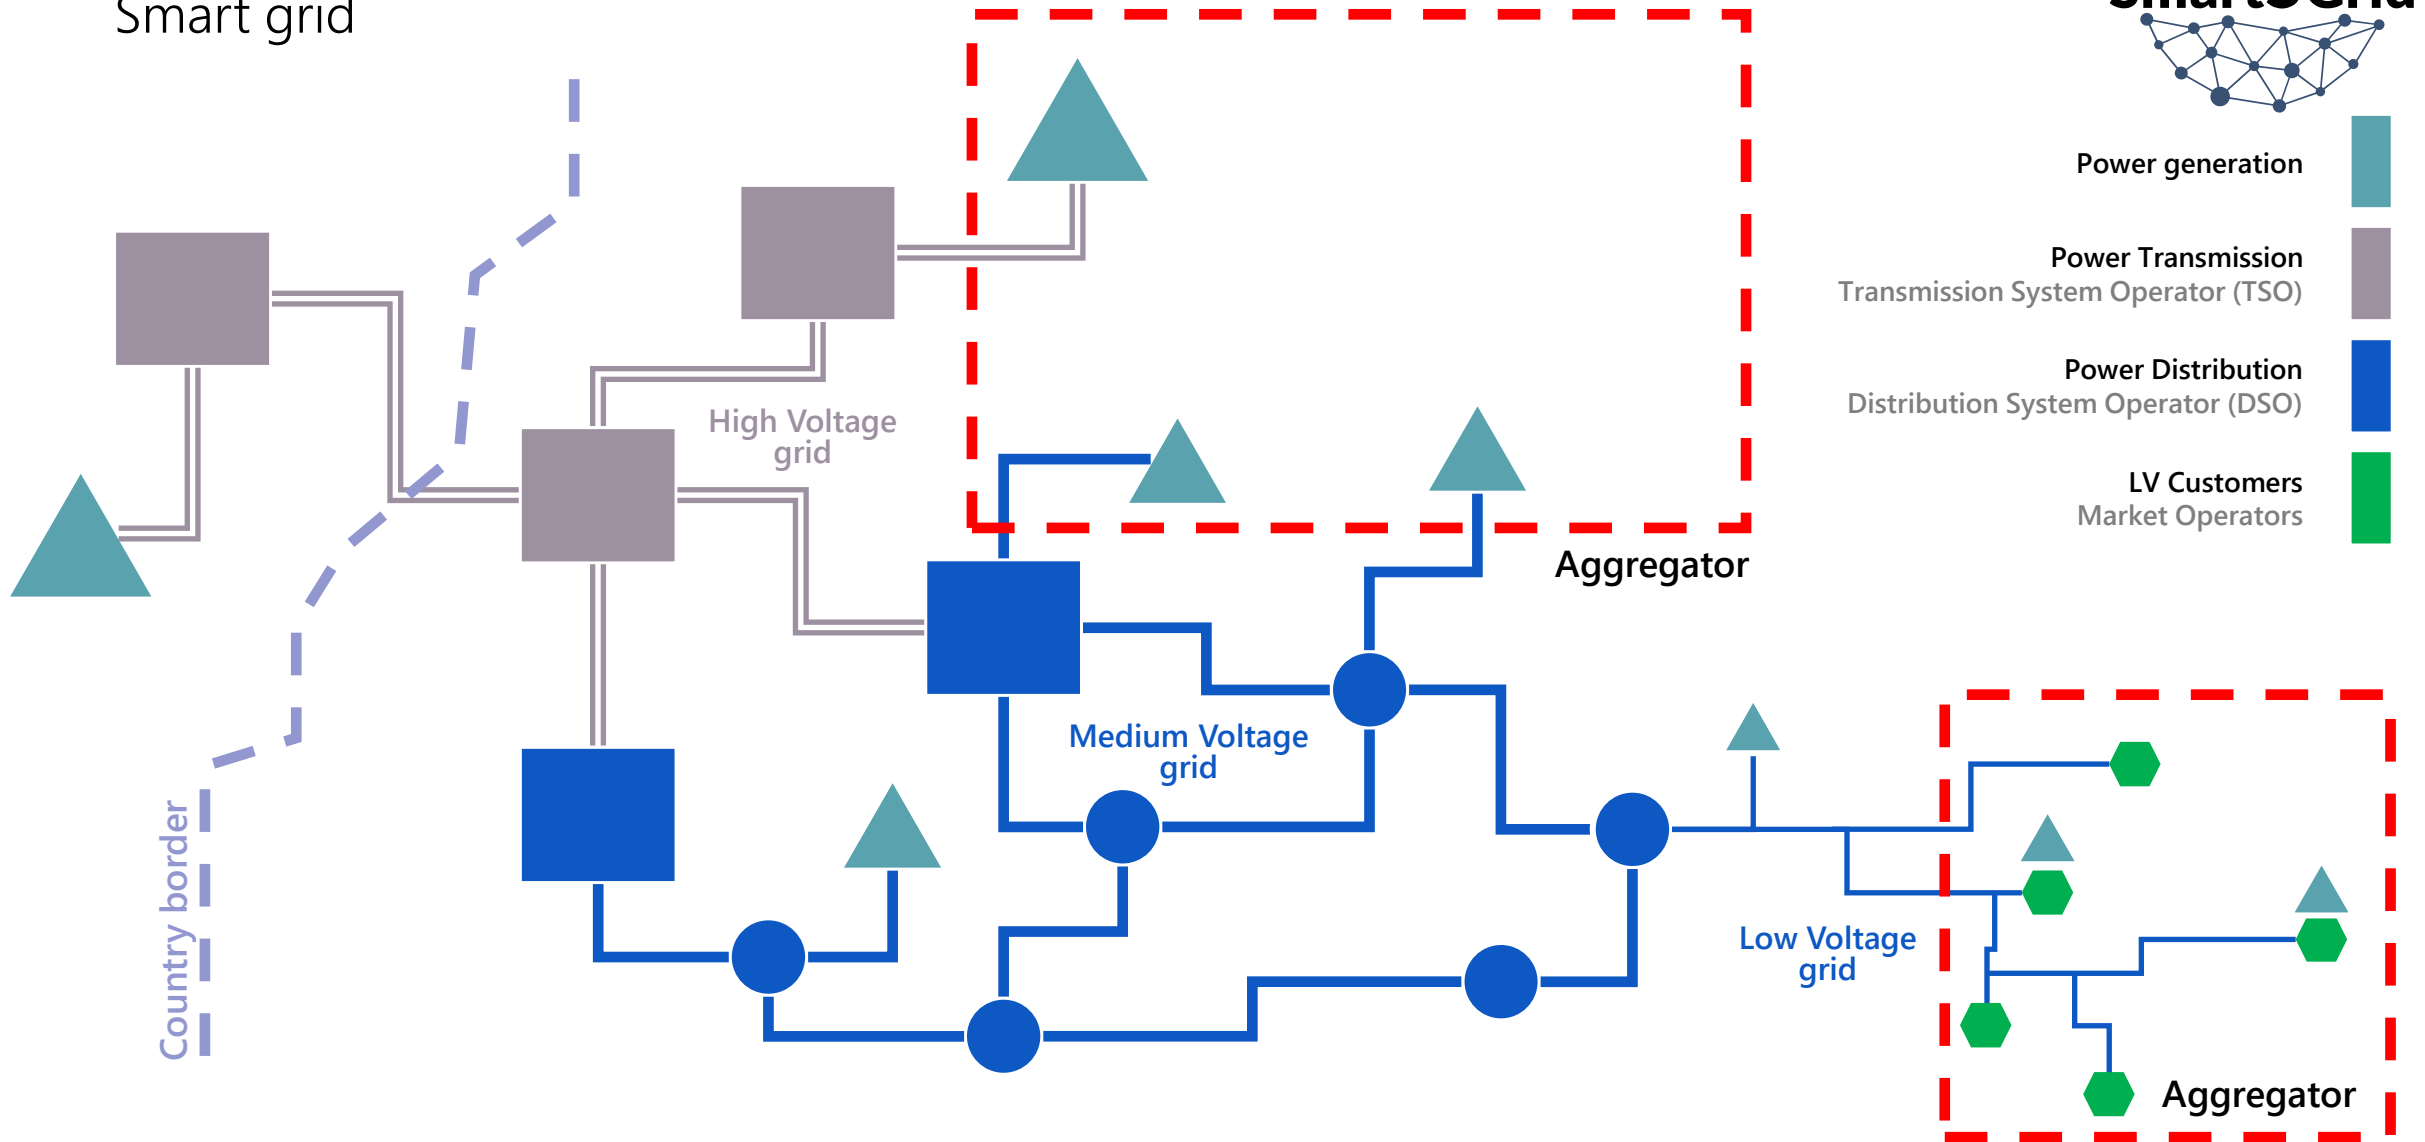 Smart grid
Power generation
Power Transmission
Transmission System Operator (TSO)
Power Distribution
Distribution System Operator (DSO)
LV Customers
Market Operators
High Voltage
grid
Aggregator
Medium Voltage
grid
Low Voltage
grid
Country border
Aggregator